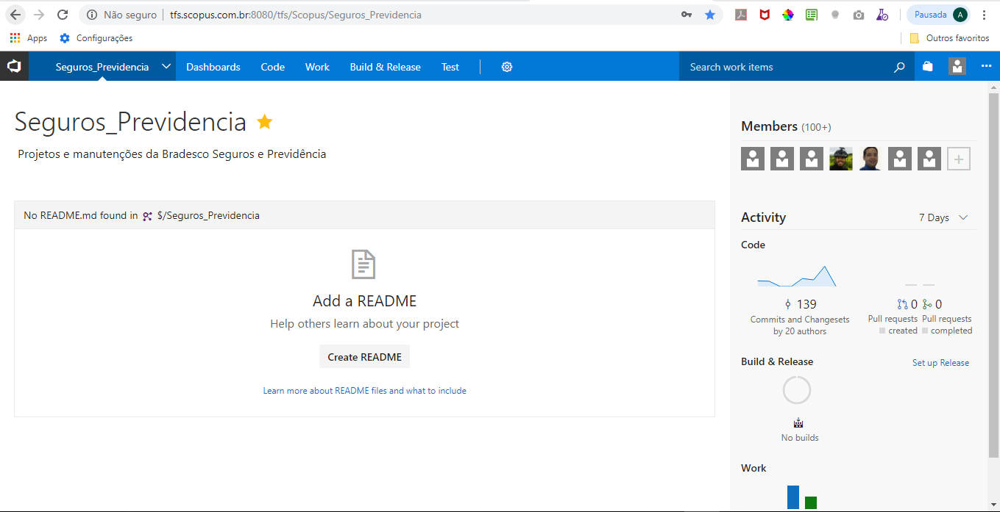 Não seguro tfs.scopus.com.br:8080/tfs/Scopus/Seguros_Previdencia Pausada A
Apps Configurações Outros favoritos
Seguros_Previdencia Dashboards Code Work Build & Release Test Search work items
Seguros_Previdencia
Projetos e manutenções da Bradesco Seguros e Previdência
No README.md found in $/Seguros_Previdencia
Add a README
Help others learn about your project
Create README
Learn more about README files and what to include
Members (100+)
Activity 7 Days
Code
139
Commits and Changesets
by 20 authors
0 0
Pull requests Pull requests
created completed
Build & Release Set up Release
No builds
Work